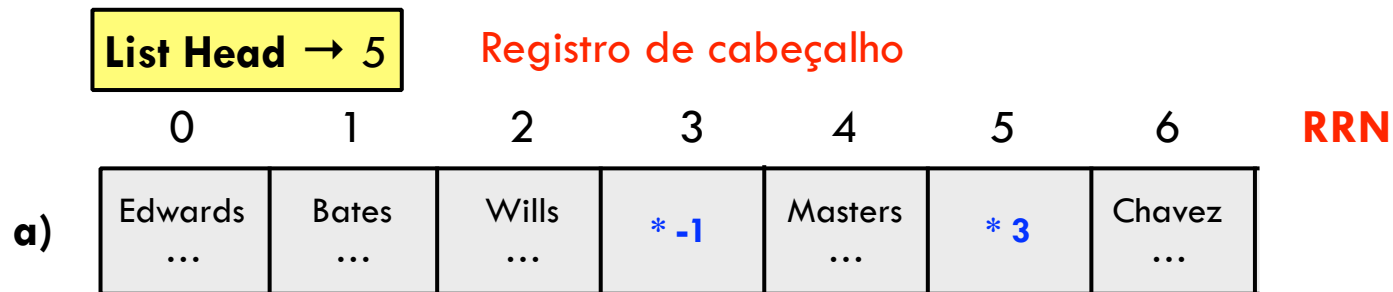 List Head → 5 Registro de cabeçalho
0 1 2 3 4 5 6 RRN
a) Edwards Bates Wills * -1 Masters * 3 Chavez
... ... ... ... ...